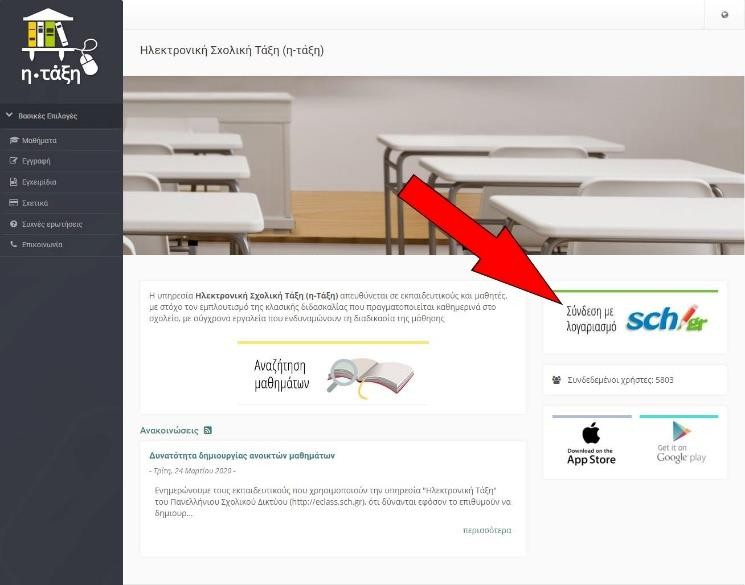 η•τάξη
Βασικές Επιλογές
Μαθήματα
Εγγραφή
Εγχειρίδια
Σχετικά
Συχνές ερωτήσεις
Επικοινωνία
Ηλεκτρονική Σχολική Τάξη (η-τάξη)
Η υπηρεσία Ηλεκτρονική Σχολική Τάξη (η-Τάξη) απευθύνεται σε εκπαιδευτικούς και μαθητές,
με στόχο τον εμπλουτισμό της κλασικής διδασκαλίας που πραγματοποιείται καθημερινά στο
σχολείο, με σύγχρονα εργαλεία που ενδυναμώνουν τη διαδικασία της μάθησης
Αναζήτηση
μαθημάτων
Ανακοινώσεις
Δυνατότητα δημιουργίας ανοικτών μαθημάτων
- Τρίτη, 24 Μαρτίου 2020 -
Ενημερώνουμε τους εκπαιδευτικούς που χρησιμοποιούν την υπηρεσία "Ηλεκτρονική Τάξη"
του Πανελλήνιου Σχολικού Δικτύου (http://eclass.sch.gr), ότι δύνανται εφόσον το επιθυμούν να
δημιουρ...
περισσότερα
Σύνδεση με
λογαριασμό
sch.gr
Συνδεδεμένοι χρήστες: 5803
Download on the
App Store
Get it on
Google play